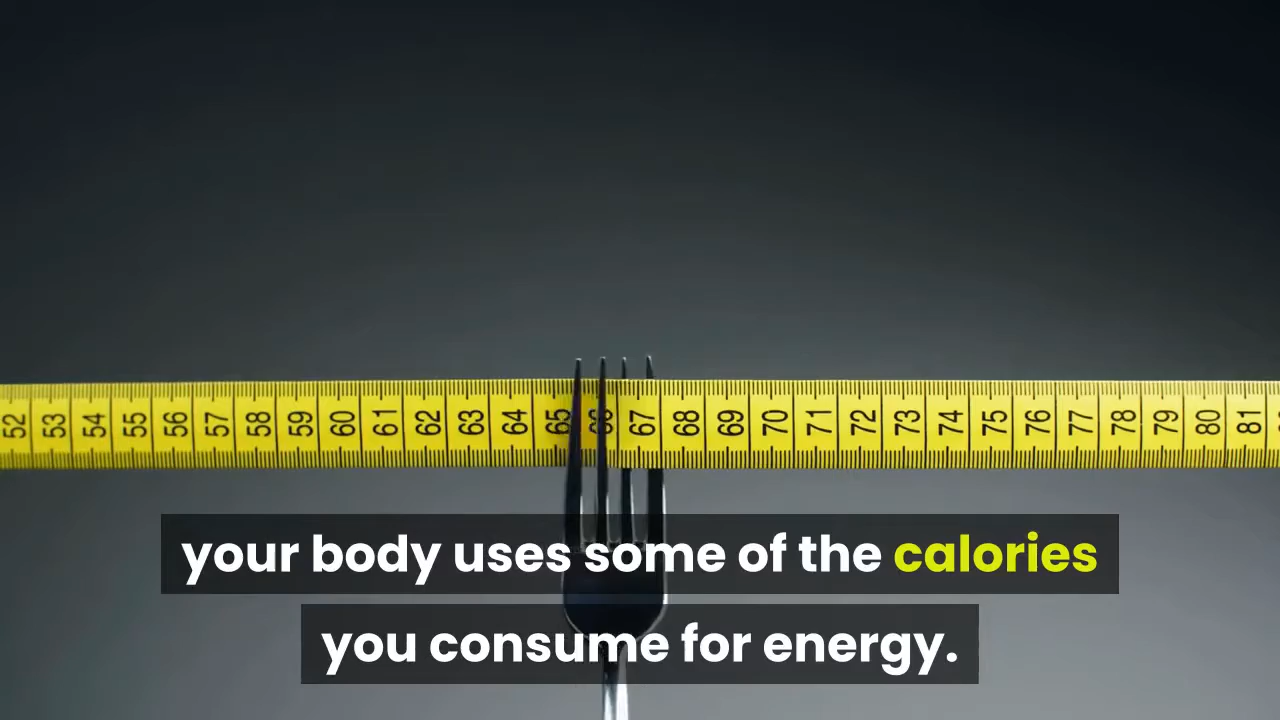 52 53 54 55 56 57 58 59 60 61 62 63 64 65 66 67 68 69 70 71 72 73 74 75 76 77 78 79 80 81
your body uses some of the calories
you consume for energy.